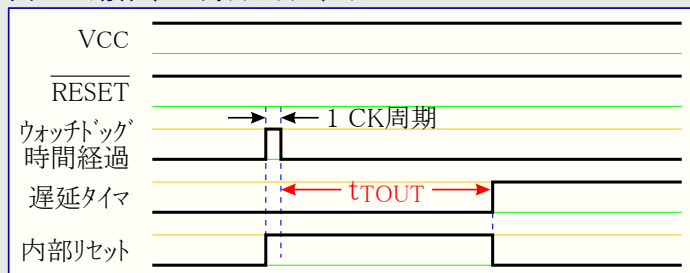 VCC
RESET
1 CK周期
ウォッチドッグ
時間経過
tTOUT
遅延タイマ
内部リセット